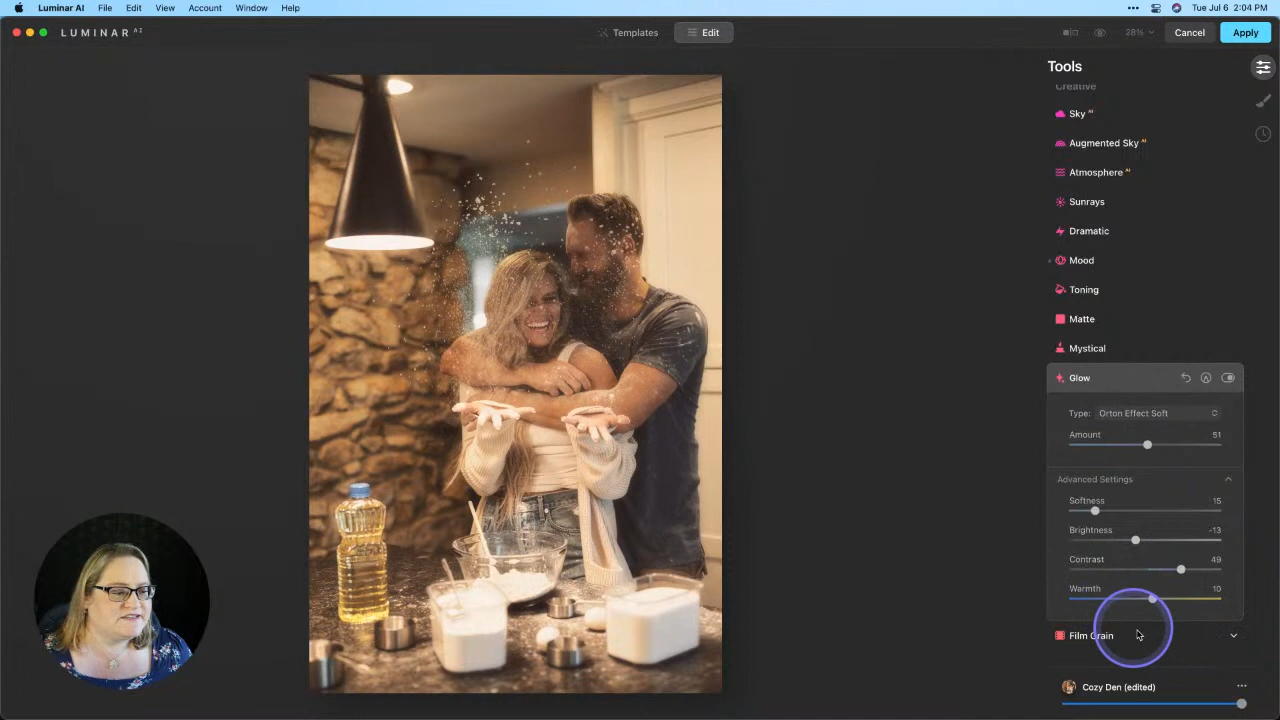 Luminar AI File Edit View Account Window Help
Tue Jul 6 2:04 PM
LUMINAR AI
Templates
Edit
28%
Cancel
Apply
Tools
Creative
Sky AI
Augmented Sky AI
Atmosphere AI
Sunrays
Dramatic
Mood
Toning
Matte
Mystical
Glow
Type: Orton Effect Soft
Amount 51
Advanced Settings
Softness 15
Brightness -13
Contrast 49
Warmth 10
Film Grain
Cozy Den (edited)